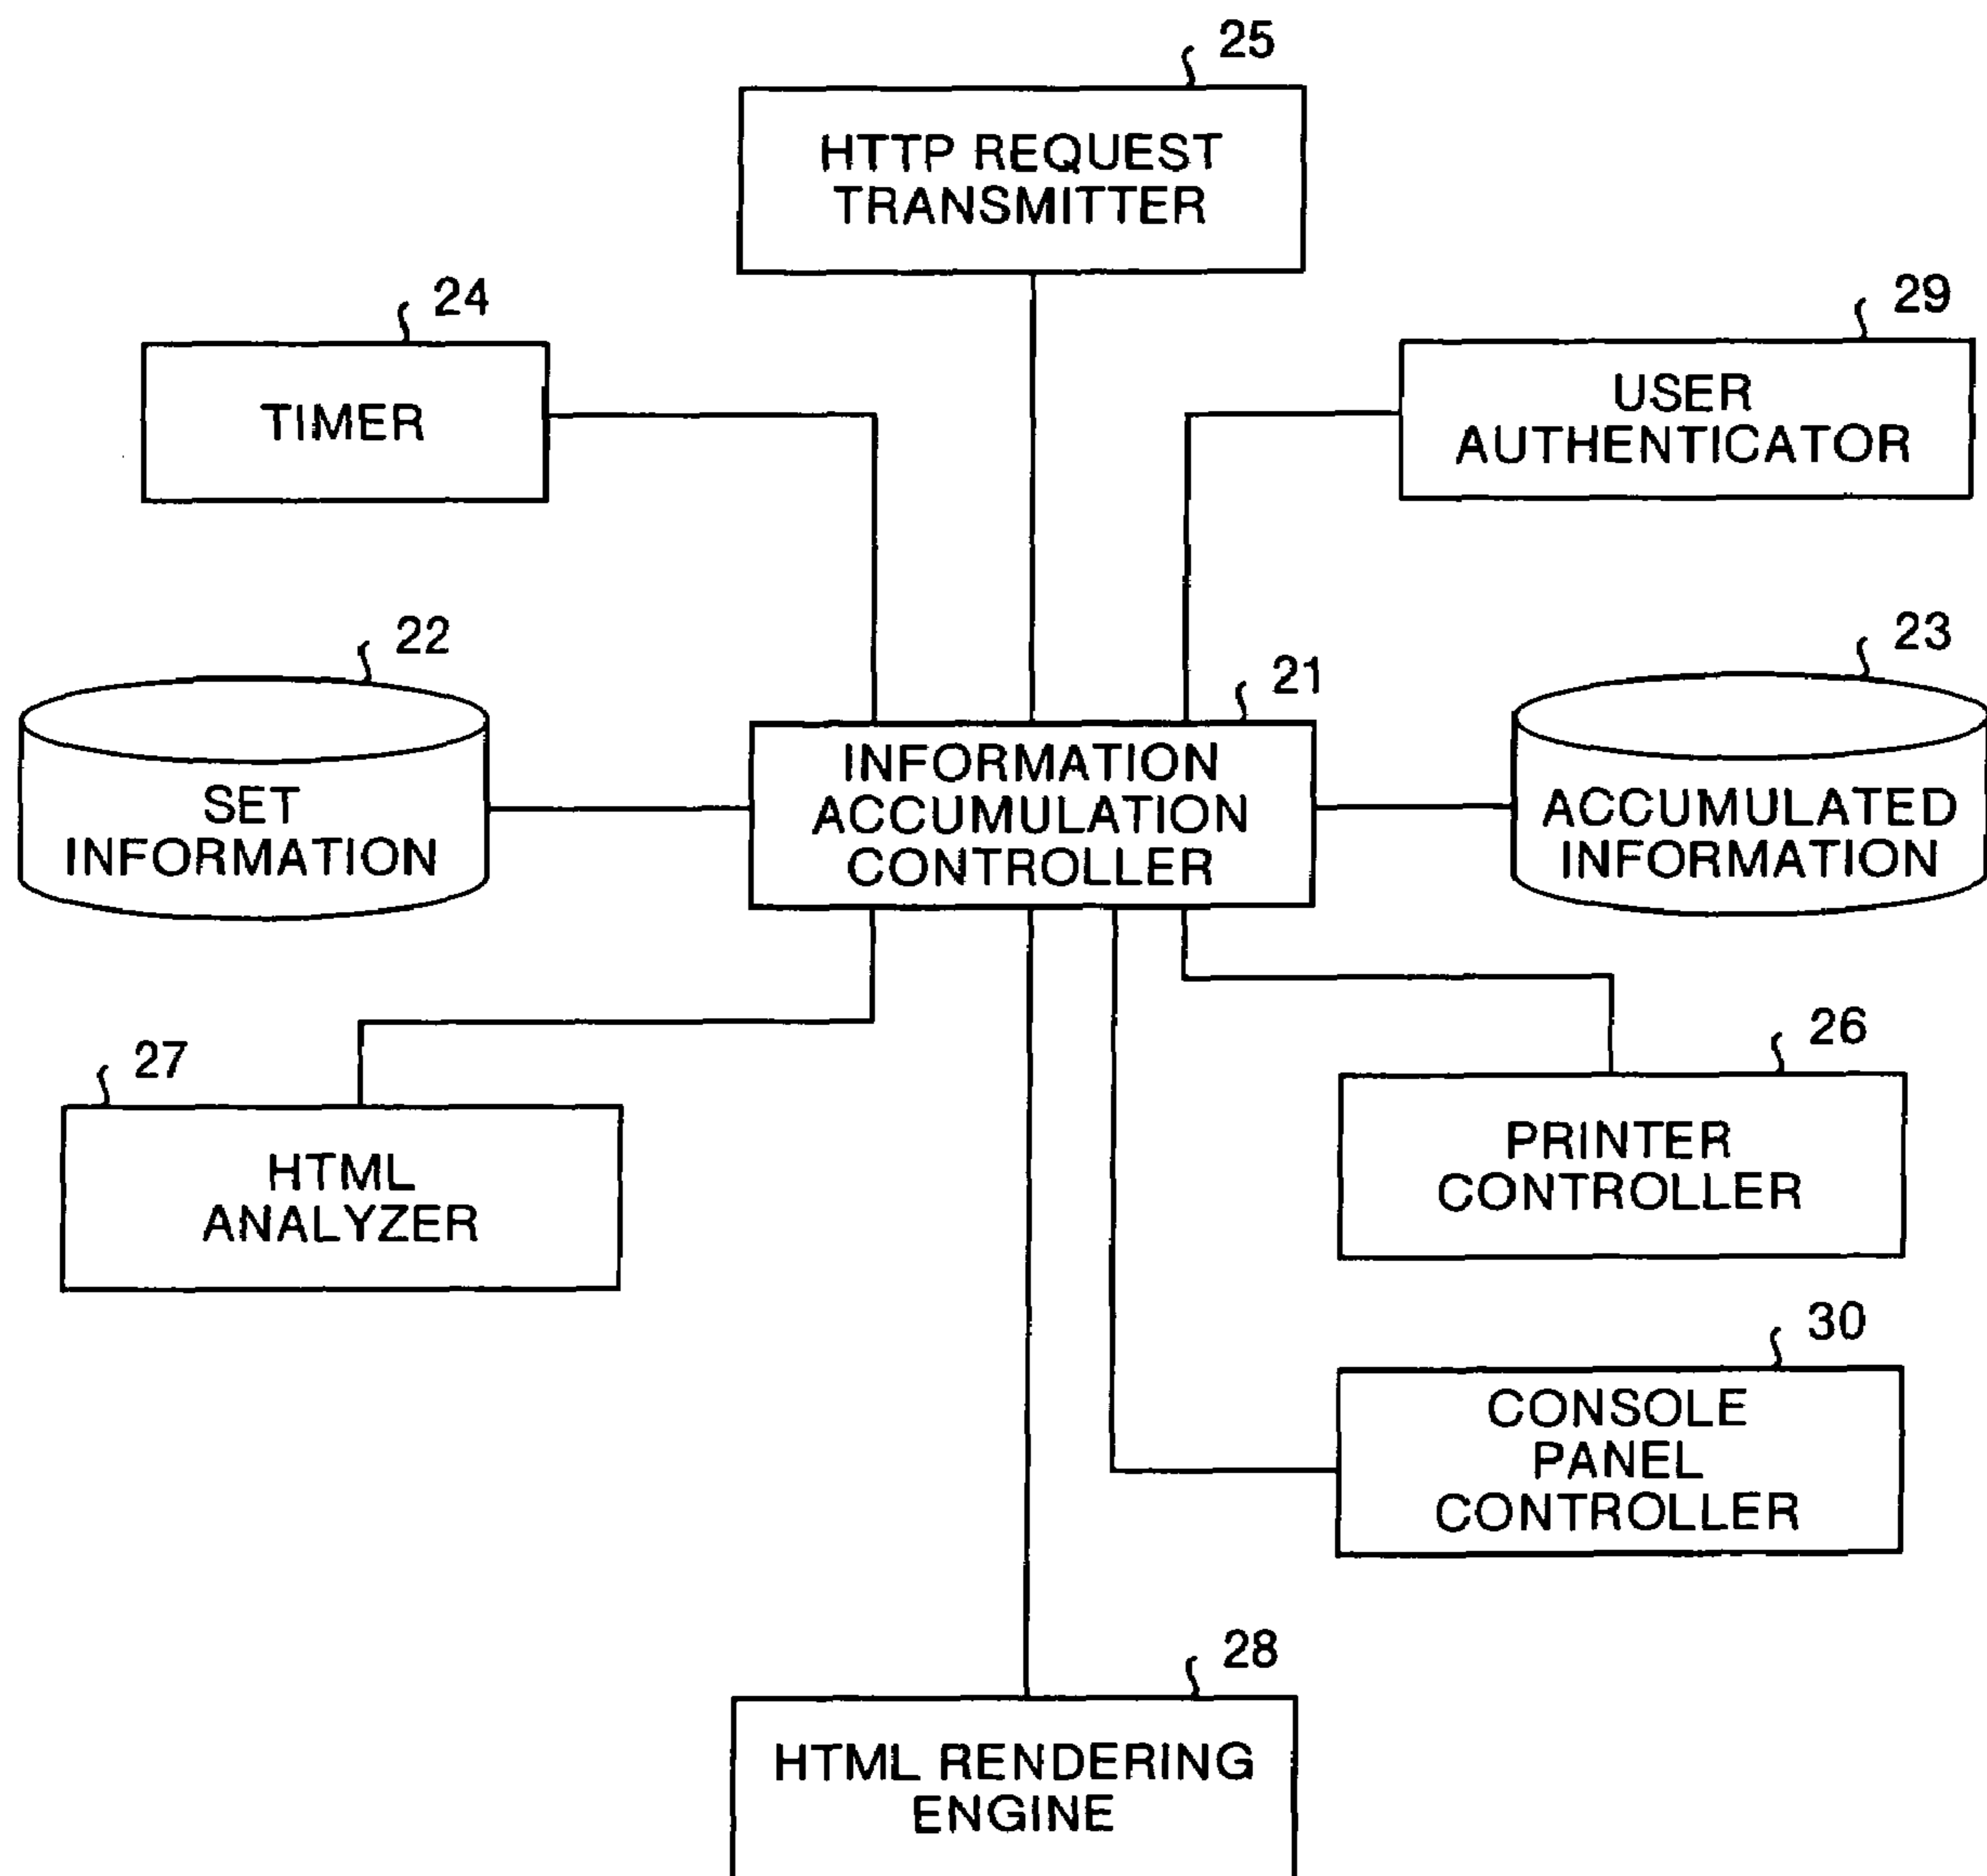 25
HTTP REQUEST
TRANSMITTER
24
TIMER
29
USER
AUTHENTICATOR
22
SET
INFORMATION
21
INFORMATION
ACCUMULATION
CONTROLLER
23
ACCUMULATED
INFORMATION
27
HTML
ANALYZER
26
PRINTER
CONTROLLER
30
CONSOLE
PANEL
CONTROLLER
28
HTML RENDERING
ENGINE